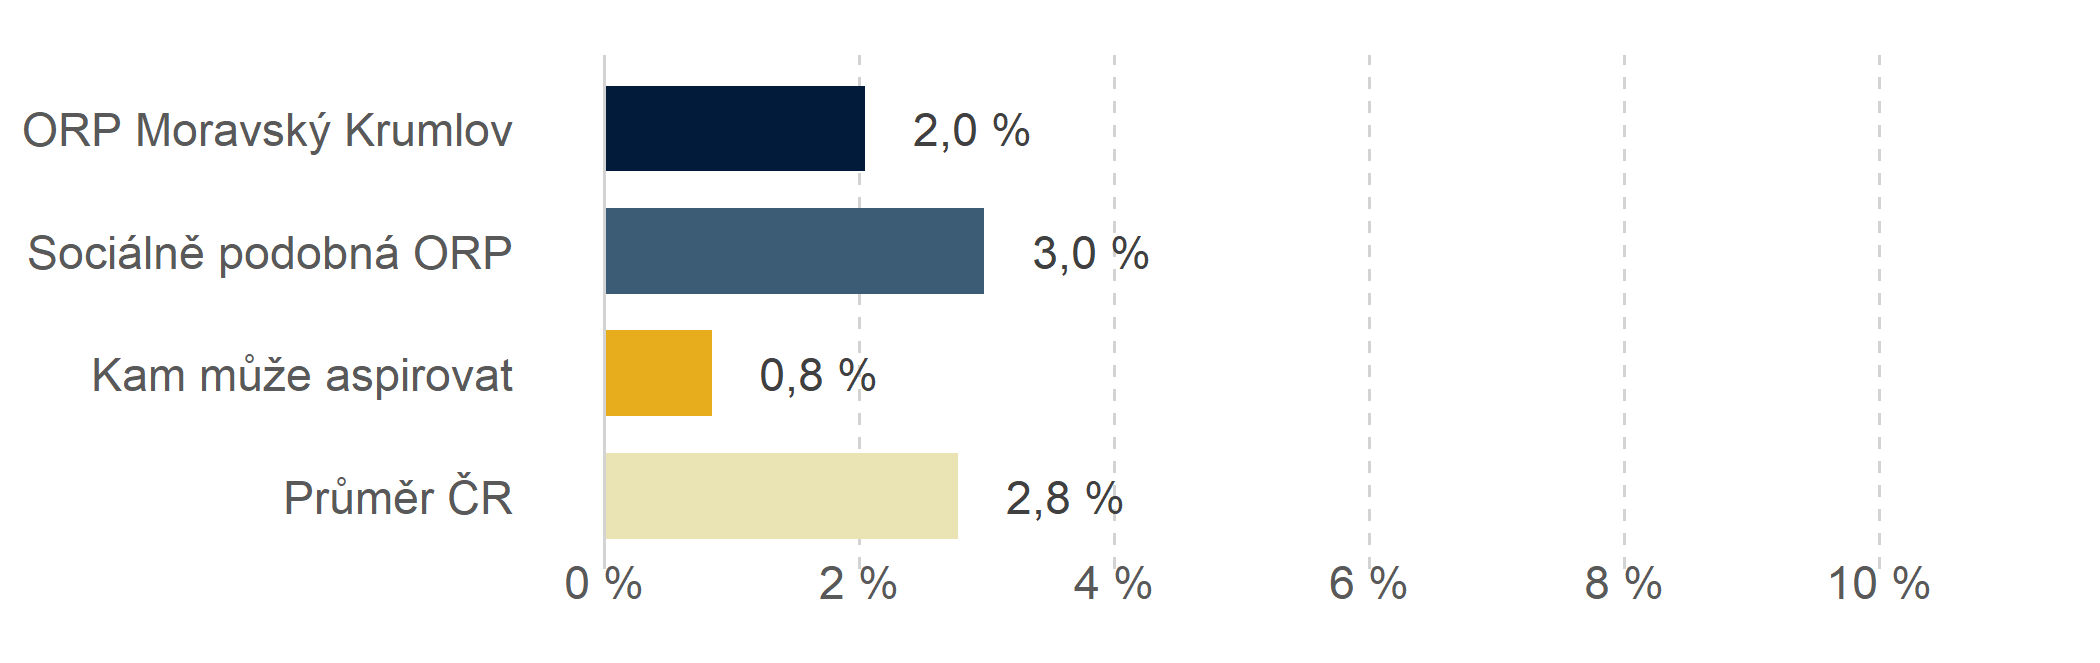 ORP Moravský Krumlov
2,0 %
Sociálně podobná ORP
3,0 %
Kam může aspirovat
0,8 %
Průměr ČR
2,8 %
0 % 2 % 4 % 6 % 8 % 10 %